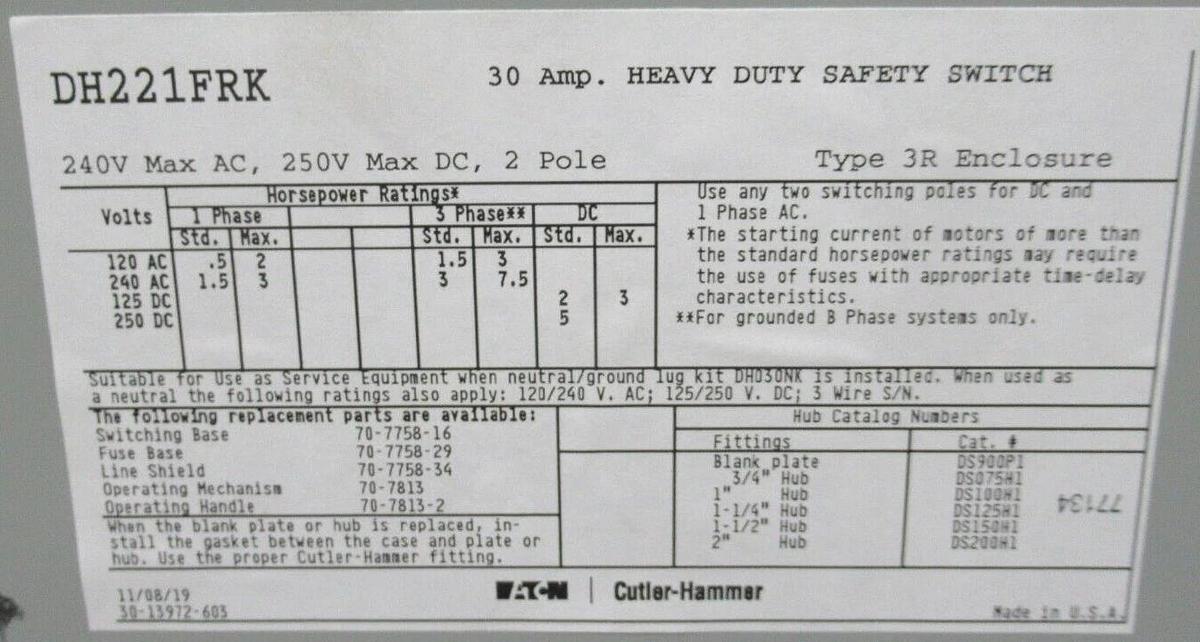 DH221FRK
30 Amp. HEAVY DUTY SAFETY SWITCH
240V Max AC, 250V Max DC, 2 Pole
Type 3R Enclosure
Horsepower Ratings*
Volts 1 Phase 3 Phase** DC
Std. Max. Std. Max. Std. Max.
120 AC .5 2 1.5 3
240 AC 1.5 3 3 7.5
125 DC 2 3
250 DC 5
Use any two switching poles for DC and
1 Phase AC.
*The starting current of motors of more than
the standard horsepower ratings may require
the use of fuses with appropriate time-delay
characteristics.
**For grounded B Phase systems only.
Suitable for Use as Service Equipment when neutral/ground lug kit DH030NK is installed. When used as
a neutral the following ratings also apply: 120/240 V. AC; 125/250 V. DC; 3 Wire S/N.
The following replacement parts are available:
Switching Base 70-7758-16
Fuse Base 70-7758-29
Line Shield 70-7758-34
Operating Mechanism 70-7813
Operating Handle 70-7813-2
When the blank plate or hub is replaced, in-
stall the gasket between the case and plate or
hub. Use the proper Cutler-Hammer fitting.
Hub Catalog Numbers
Fittings Cat. #
Blank plate DS900P1
3/4" Hub DS075H1
1" Hub DS100H1
1-1/4" Hub DS125H1
1-1/2" Hub DS150H1
2" Hub DS200H1
77134
11/08/19
30-13972-603
EATON | Cutler-Hammer
Made in U.S.A.